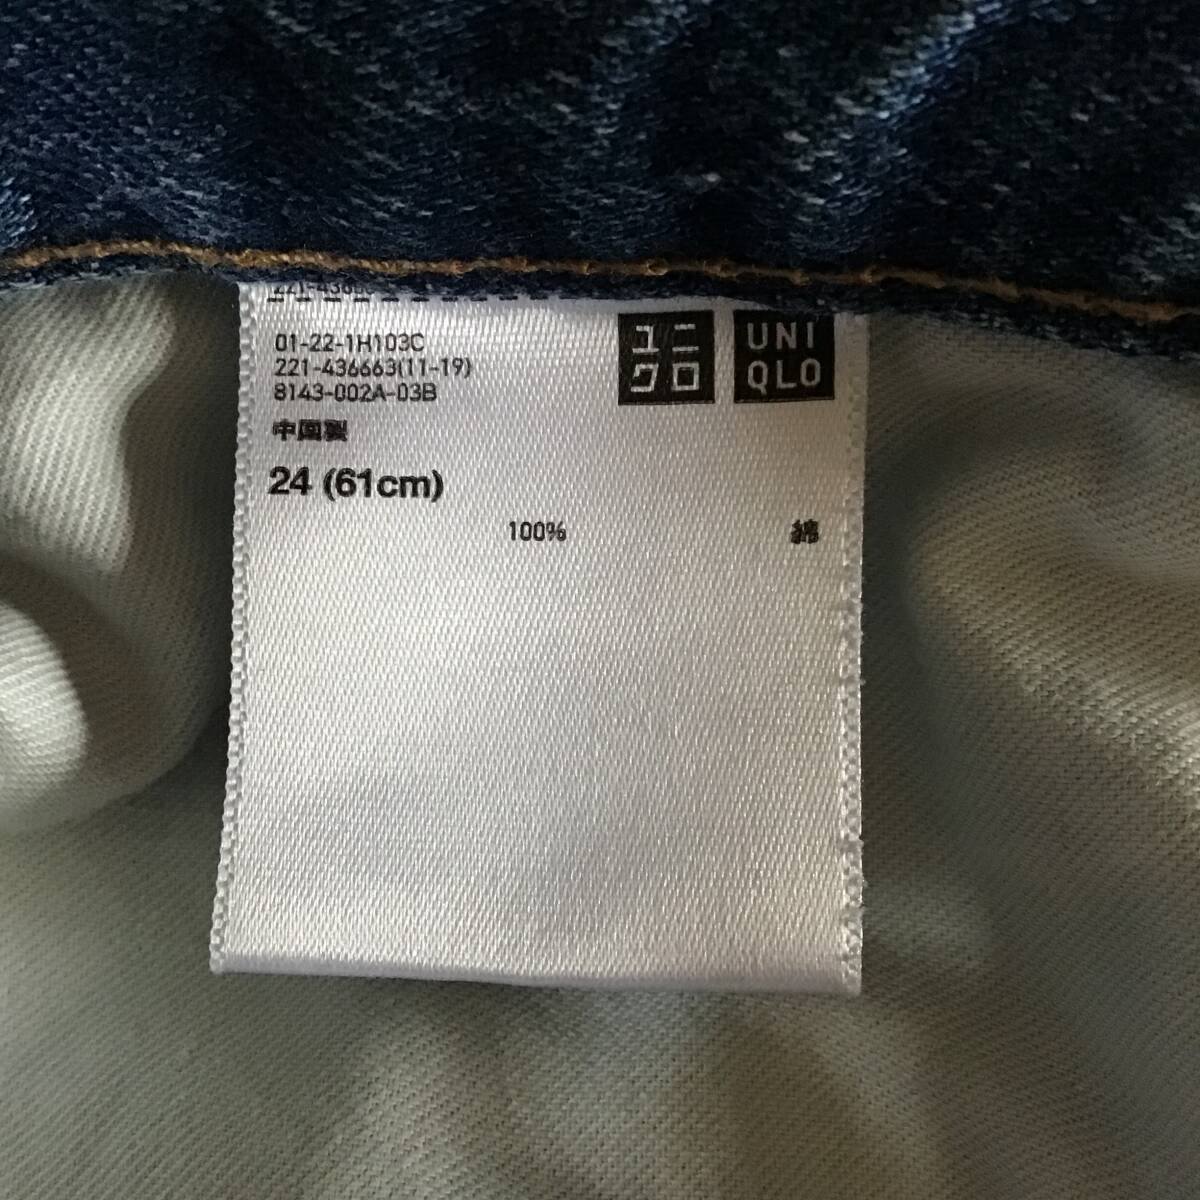 01-22-1H103C
221-436663(11-19)
8143-002A-03B
中国製
24 (61cm)
100% 綿
ユニ
クロ
UNI
QLO